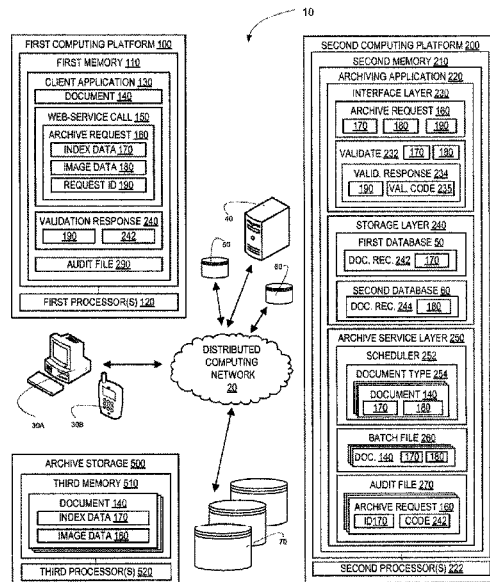 10
FIRST COMPUTING PLATFORM 100
FIRST MEMORY 110
CLIENT APPLICATION 130
DOCUMENT 140
WEB-SERVICE CALL 150
ARCHIVE REQUEST 160
INDEX DATA 170
IMAGE DATA 180
REQUEST ID 190
VALIDATION RESPONSE 240
190 242
AUDIT FILE 290
FIRST PROCESSOR(S) 120
40
50
60
DISTRIBUTED
COMPUTING
NETWORK
20
30A
30B
ARCHIVE STORAGE 500
THIRD MEMORY 510
DOCUMENT 140
INDEX DATA 170
IMAGE DATA 180
THIRD PROCESSOR(S) 520
70
SECOND COMPUTING PLATFORM 200
SECOND MEMORY 210
ARCHIVING APPLICATION 220
INTERFACE LAYER 230
ARCHIVE REQUEST 160
170 180 190
VALIDATE 232 170 180
VALID. RESPONSE 234
190 VAL. CODE 235
STORAGE LAYER 240
FIRST DATABASE 50
DOC. REC. 242 170
SECOND DATABASE 60
DOC. REC. 244 180
ARCHIVE SERVICE LAYER 250
SCHEDULER 252
DOCUMENT TYPE 254
DOCUMENT 140
170 180
BATCH FILE 260
DOC. 140 170 180
AUDIT FILE 270
ARCHIVE REQUEST 160
ID 170 CODE 242
SECOND PROCESSOR(S) 222